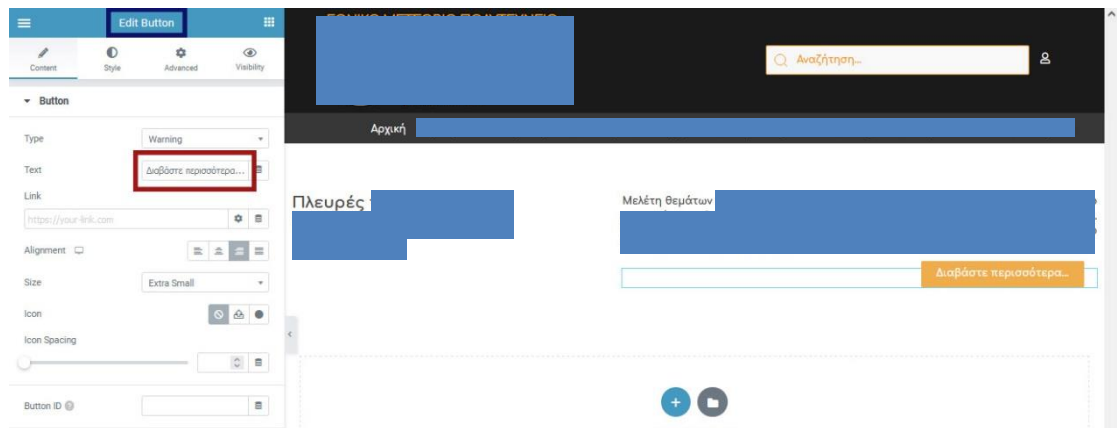 Edit Button
Content
Style
Advanced
Visibility
Button
Type
Warning
Text
Διαβάστε περισσότερα...
Link
https://your-link.com
Alignment
Size
Extra Small
Icon
Icon Spacing
Button ID
Αναζήτηση...
Αρχική
Πλευρές
Μελέτη θεμάτων
Διαβάστε περισσότερα...